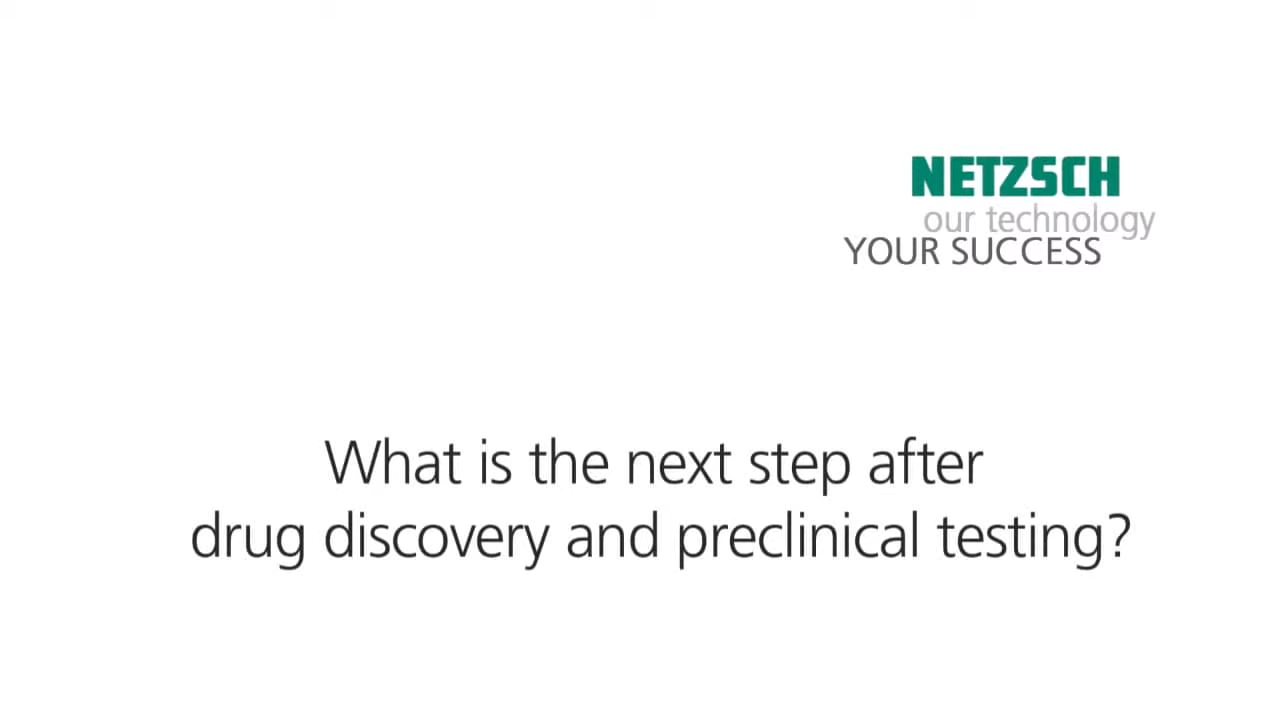 NETZSCH
our technology
YOUR SUCCESS
What is the next step after
drug discovery and preclinical testing?